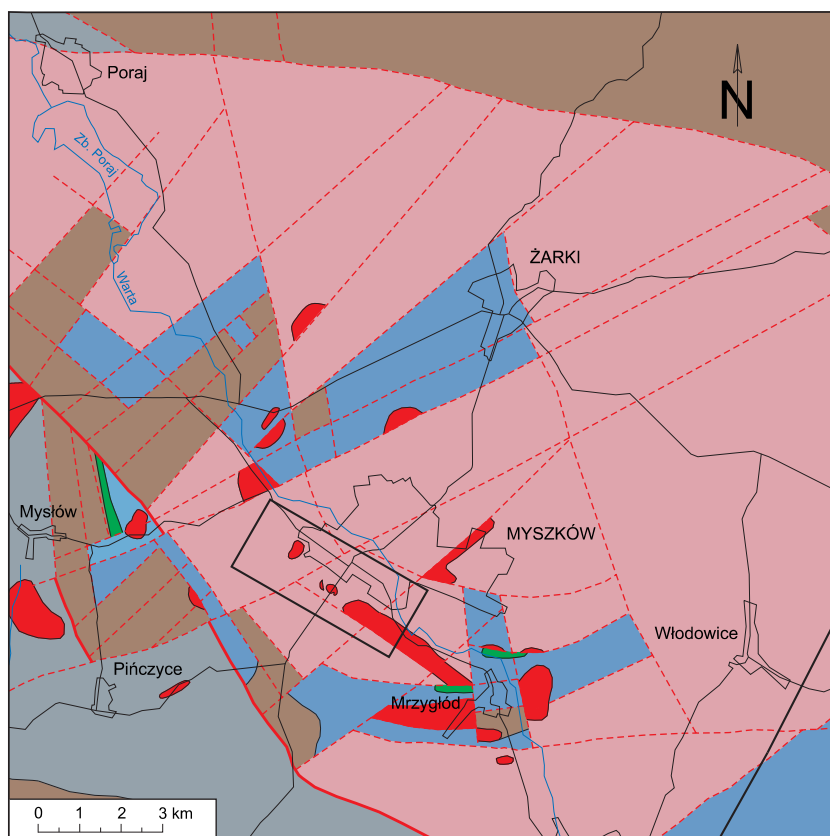 Poraj
N
Zb. Poraj
ŻARKI
Warta
Mysłów
MYSZKÓW
Włodowice
Pińczyce
Mrzygłód
0 1 2 3 km